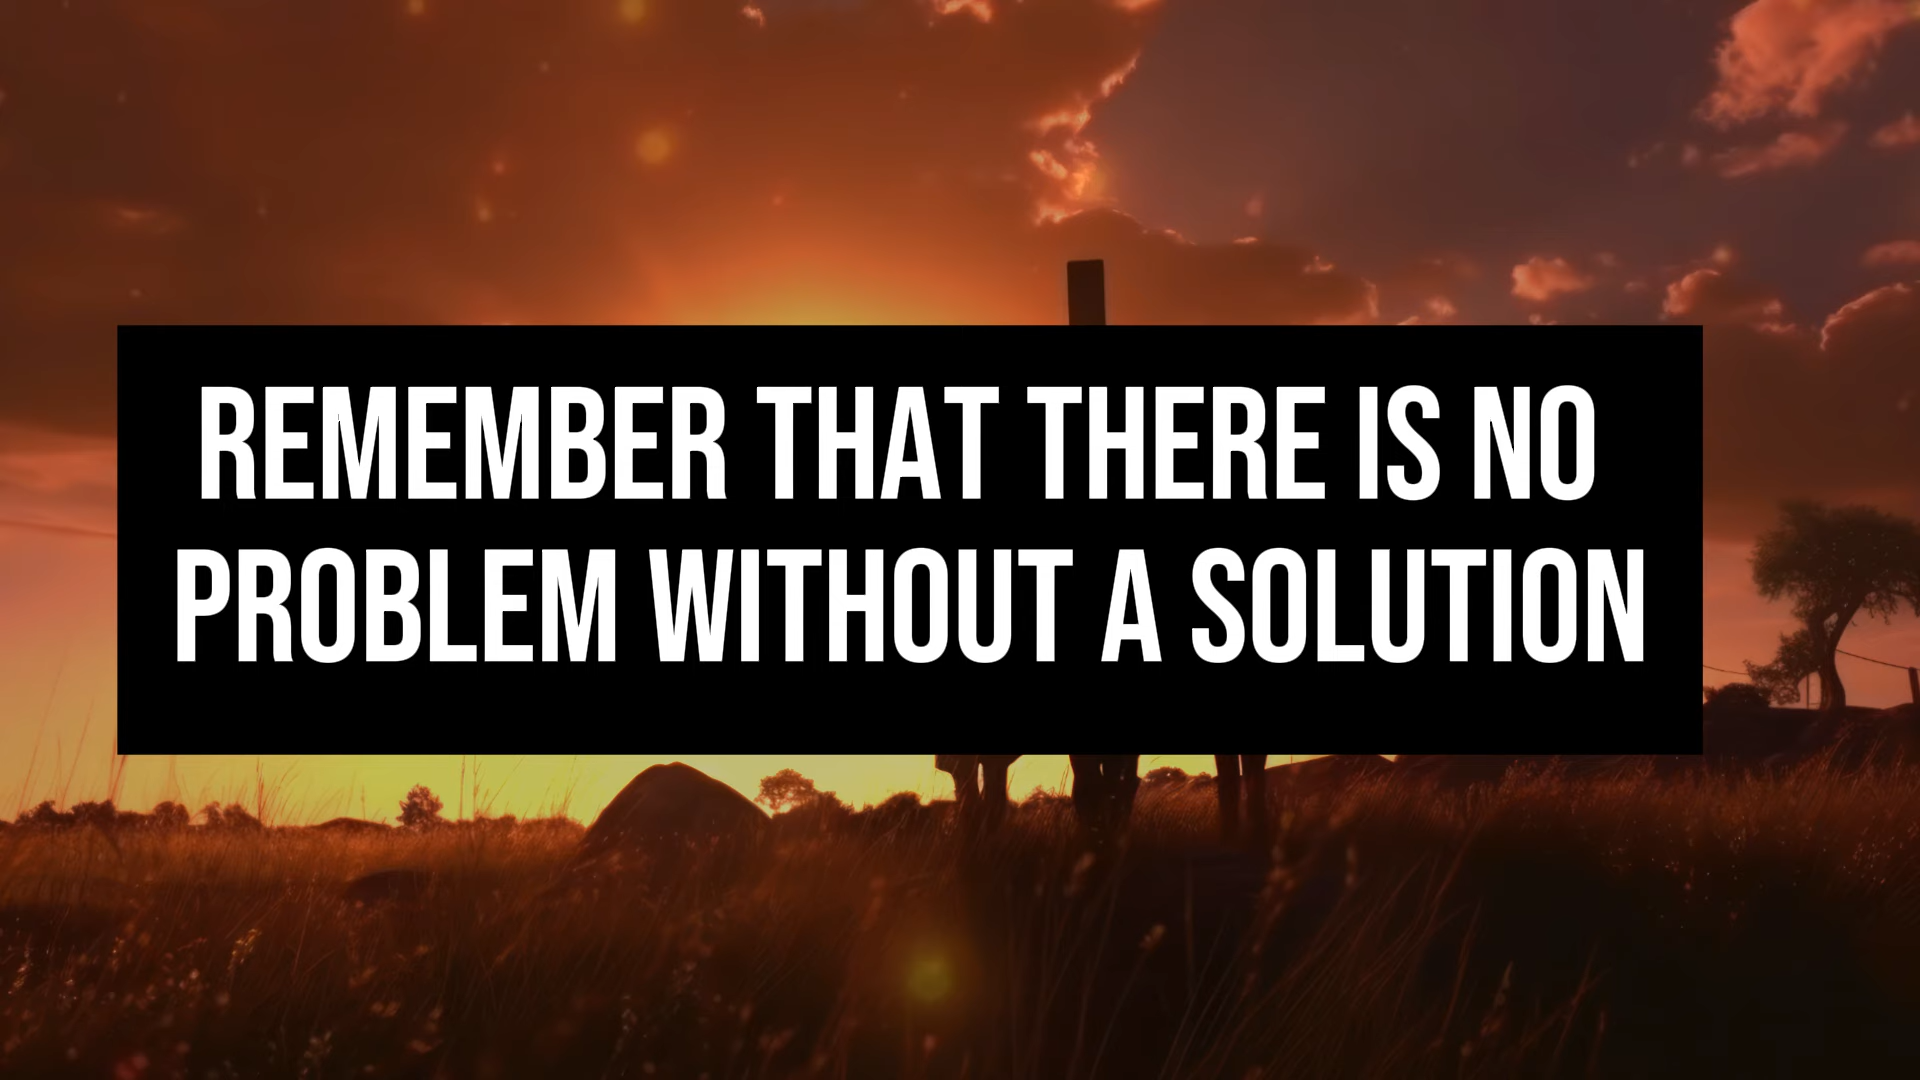 REMEMBER THAT THERE IS NO
PROBLEM WITHOUT A SOLUTION